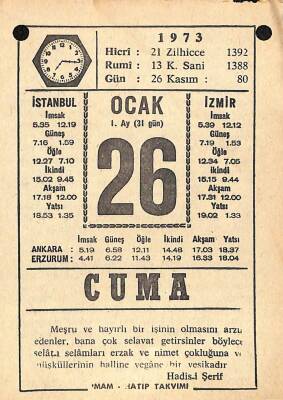 1973
Hicri : 21 Zilhicce 1392
Rumi : 13 K. Sani 1388
Gün : 26 Kasım : 80
İSTANBUL
İmsak
5.35 12.19
Güneş
7.16 1.59
Öğle
12.27 7.10
İkindi
15.02 9.45
Akşam
17.18 12.00
Yatsı
18.53 1.35
OCAK
1. Ay (31 gün)
26
İZMİR
İmsak
5.39 12.12
Güneş
7.15 1.49
Öğle
12.34 7.05
İkindi
15.15 9.46
Akşam
17.31 12.00
Yatsı
19.02 1.33
İmsak Güneş Öğle İkindi Akşam Yatsı
ANKARA : 5.19 6.58 12.11 14.48 17.03 18.37
ERZURUM : 4.41 6.22 11.43 14.19 16.33 18.04
CUMA
Meşru ve hayırlı bir işinin olmasını arzu
edenler, bana çok selavat getirsinler böylece
selât.ı selâmları erzak ve nimet çokluğuna ve
müşküllerinin halline yegâne bir vesikadır
Hadis-i Şerif
İMAM - HATİP TAKVİMİ